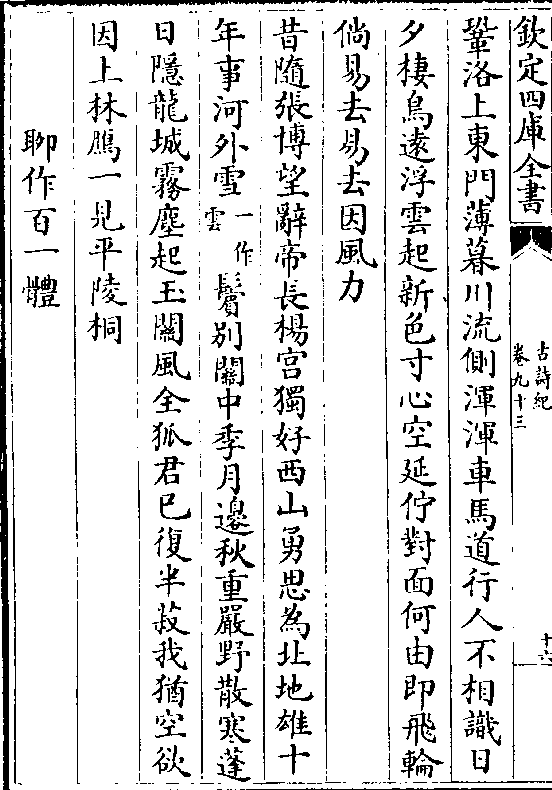 欽定四庫全書
古詩紀
卷九十三
十六
鞏洛上東門薄暮川流側渾渾車馬道行人不相識日
夕棲鳥遠浮雲起新色寸心空延佇對面何由即飛輪
倘易去易去因風力
昔隨張博望辭帝長楊宮獨好西山勇思為北地雄十
年事河外雪一作雲鬢別關中季月邊秋重嚴野散寒蓬
日隱龍城霧塵起玉關風全狐君已復半菽我猶空欲
因上林鴈一見平陵桐
聊作百一體